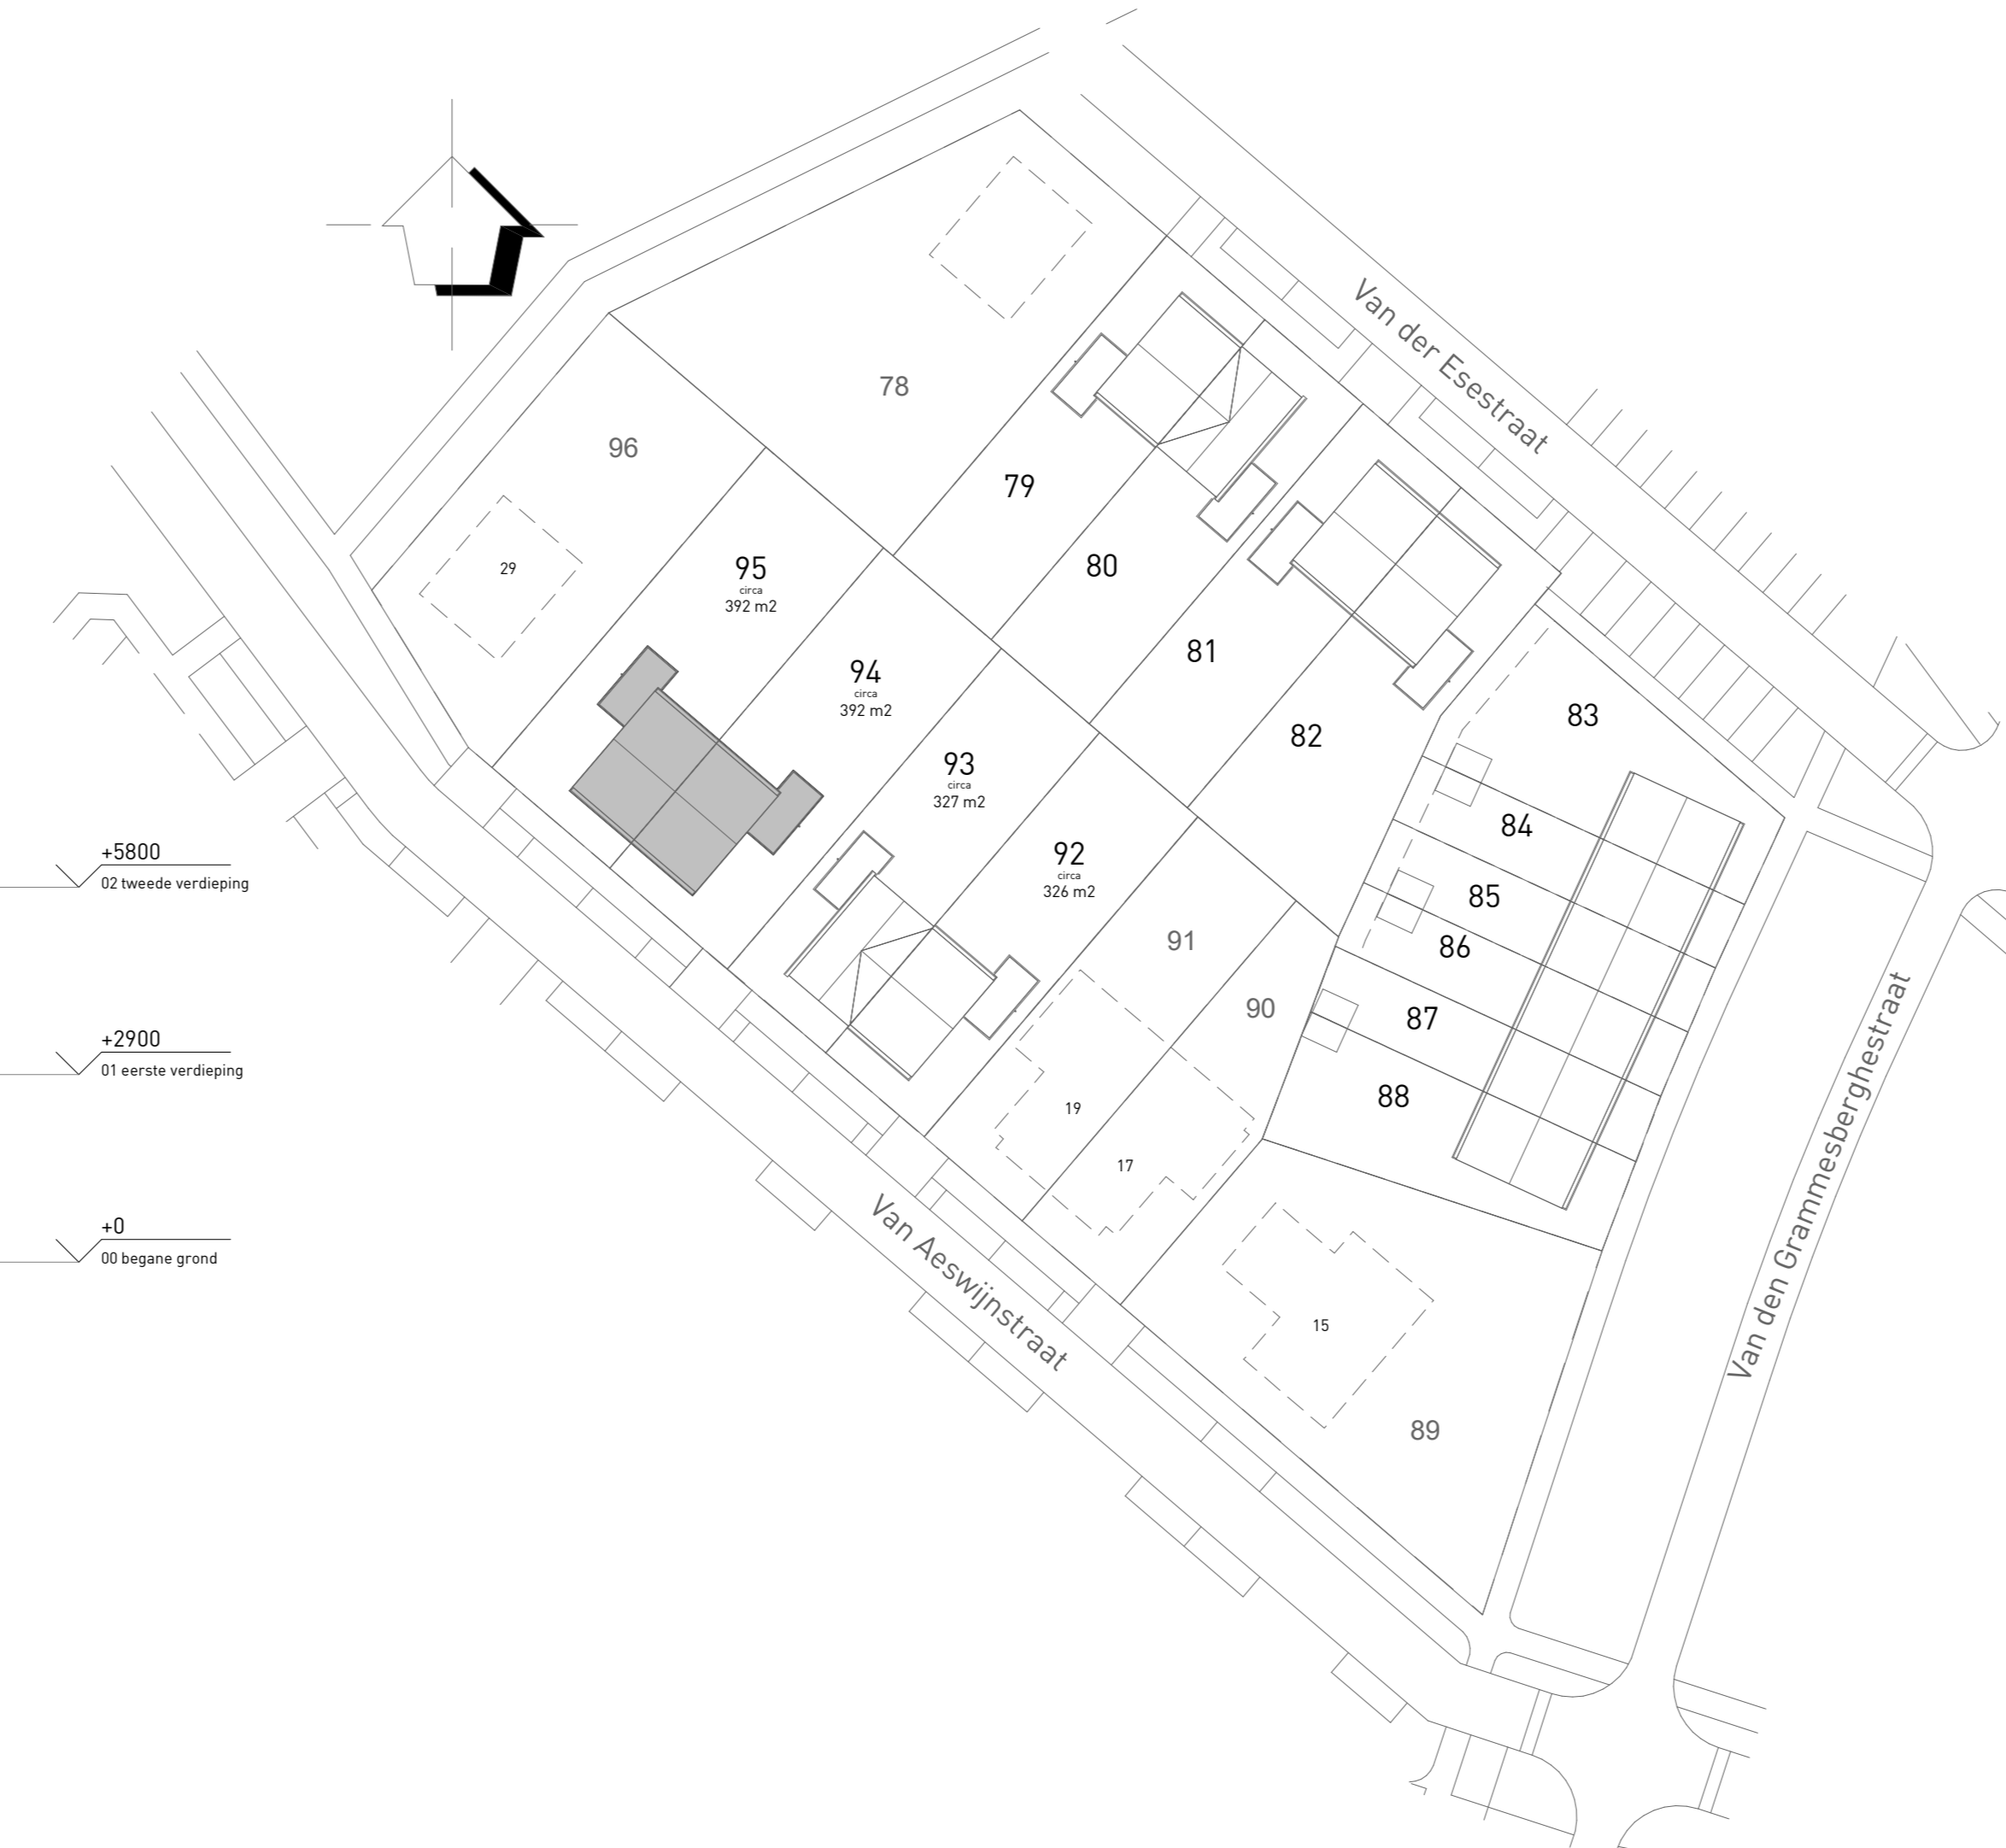 Van der Esestraat
78
96
79
29
95
circa
392 m2
80
81
94
circa
392 m2
82
83
93
circa
327 m2
84
92
circa
326 m2
85
86
91
90
87
88
19
17
Van den Grammesberghestraat
Van Aeswijnstraat
15
89
+5800
02 tweede verdieping
+2900
01 eerste verdieping
+0
00 begane grond